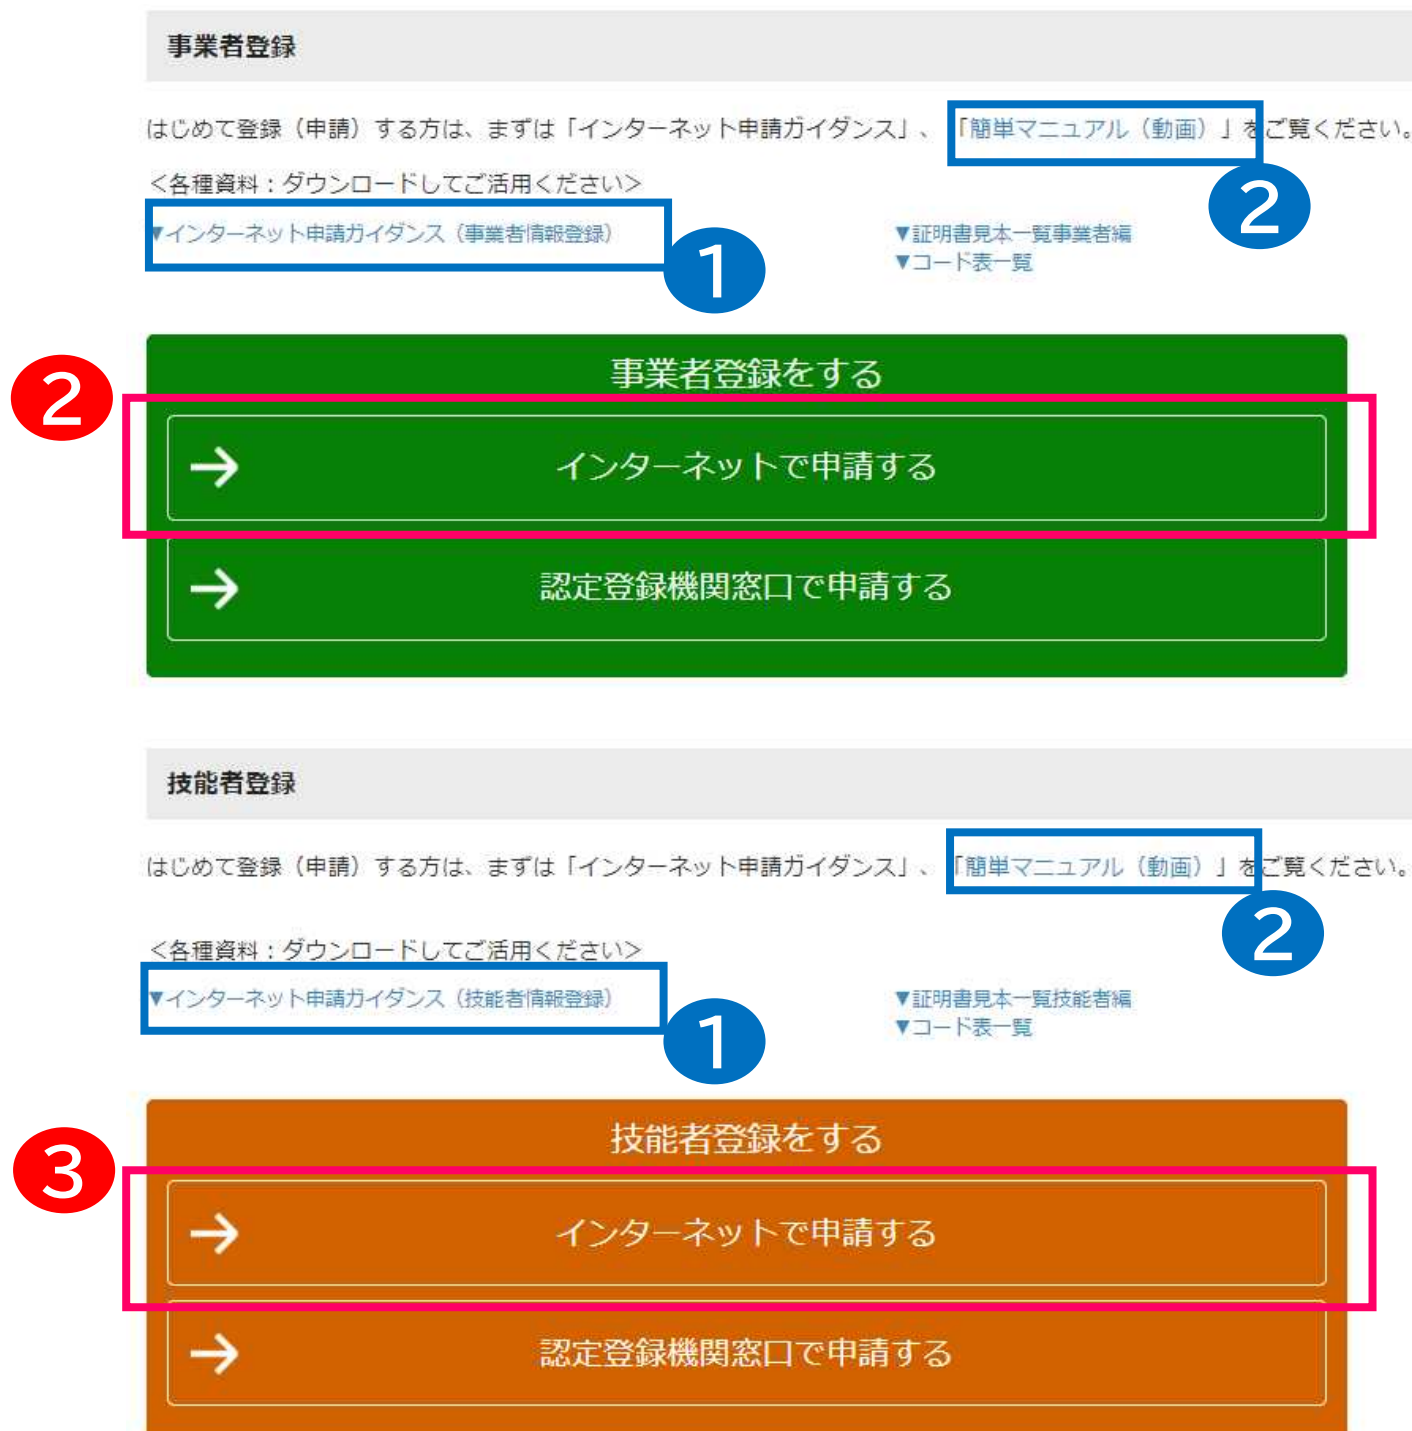 事業者登録
はじめて登録（申請）する方は、まずは「インターネット申請ガイダンス」、「簡単マニュアル（動画）」をご覧ください。
2
＜各種資料：ダウンロードしてご活用ください＞
▼インターネット申請ガイダンス（事業者情報登録）
1
▼証明書見本一覧事業者編
▼コード表一覧
2
事業者登録をする
→ インターネットで申請する
→ 認定登録機関窓口で申請する
技能者登録
はじめて登録（申請）する方は、まずは「インターネット申請ガイダンス」、「簡単マニュアル（動画）」をご覧ください。
2
＜各種資料：ダウンロードしてご活用ください＞
▼インターネット申請ガイダンス（技能者情報登録）
1
▼証明書見本一覧技能者編
▼コード表一覧
3
技能者登録をする
→ インターネットで申請する
→ 認定登録機関窓口で申請する